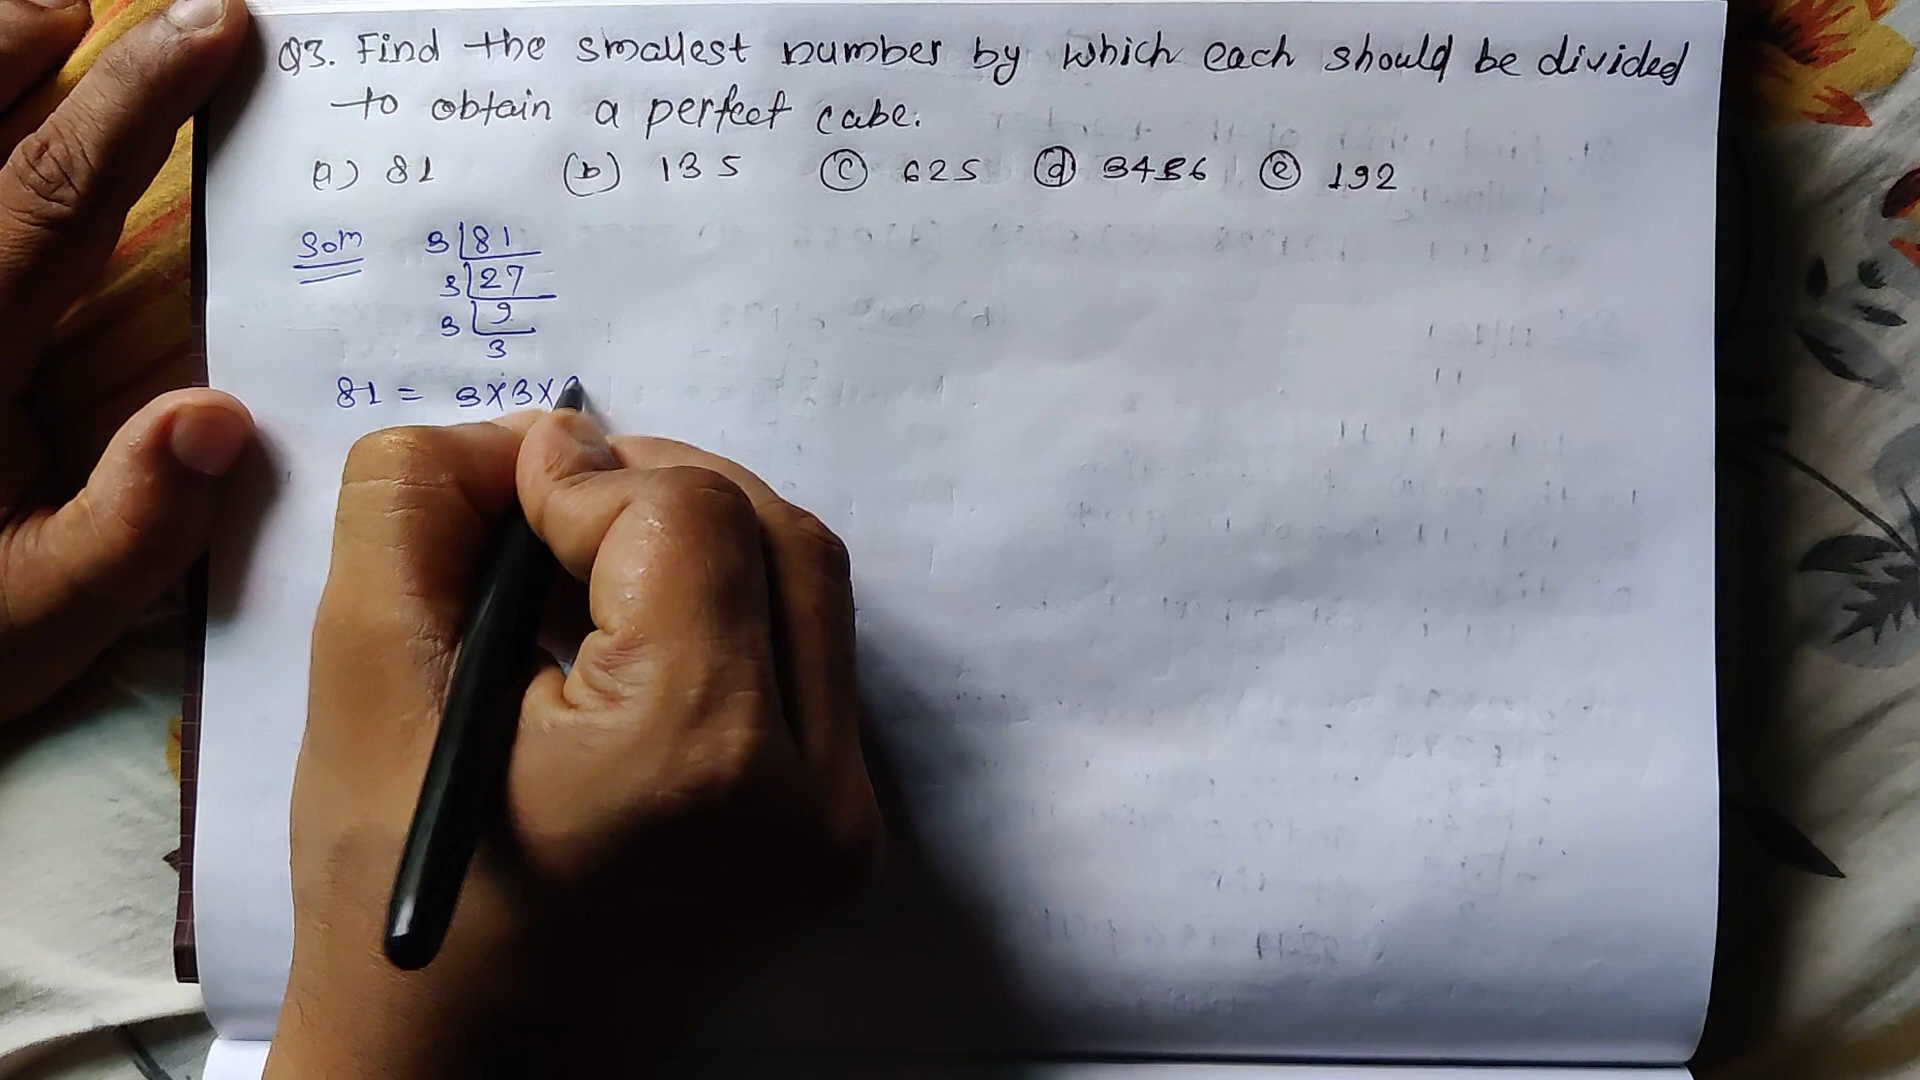 Q3. Find the smallest number by which each should be divided
to obtain a perfect cube.
(a) 81 (b) 135 (c) 625 (d) 3456 (e) 192
Soln 3 81
3 27
3 9
3
81 = 3×3×